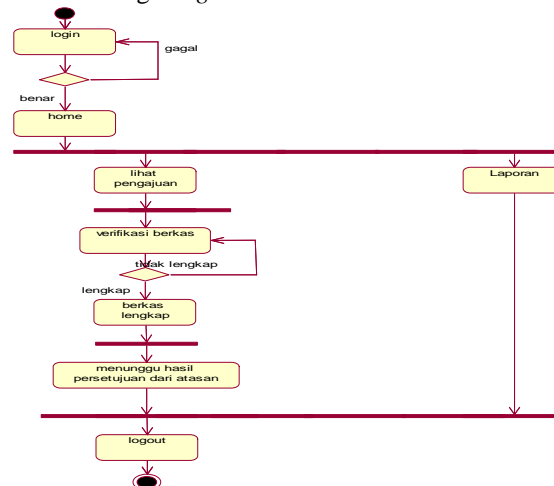 login
gagal
benar
home
lihat
pengajuan
Laporan
verifikasi berkas
tidak lengkap
lengkap
berkas
lengkap
menunggu hasil
persetujuan dari atasan
logout